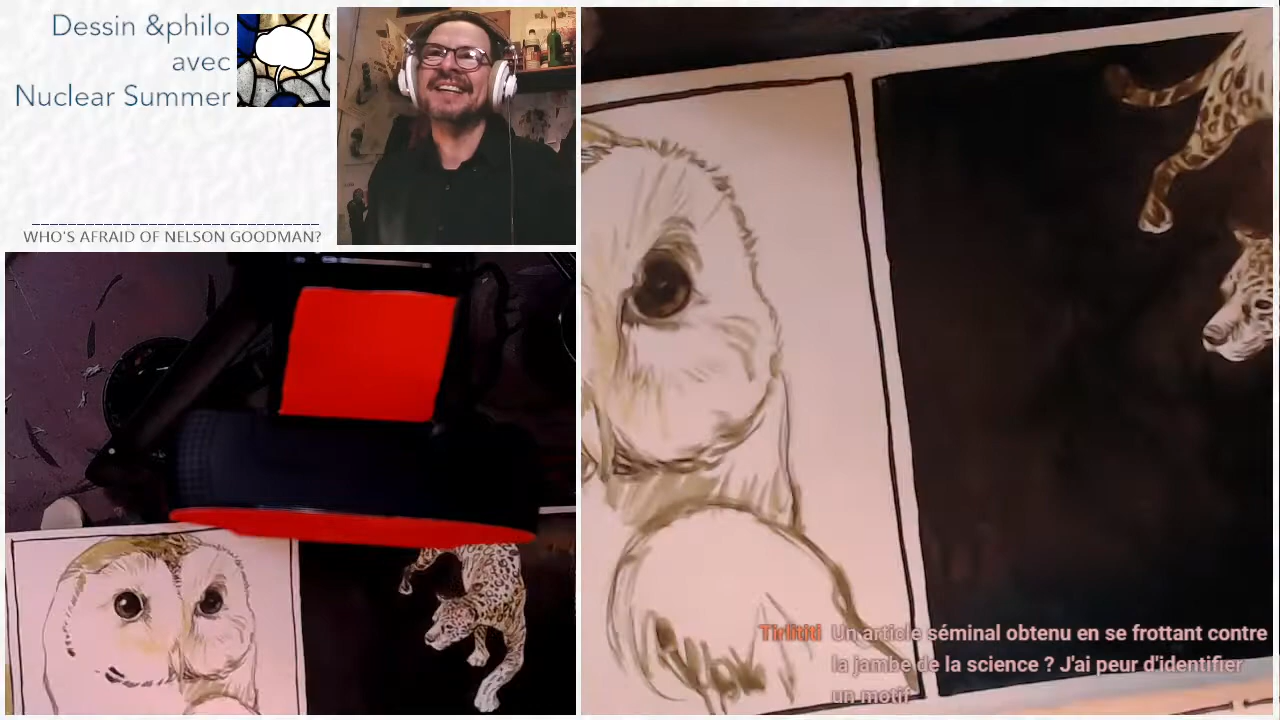 Dessin &philo
avec
Nuclear Summer
WHO'S AFRAID OF NELSON GOODMAN?
Tirlititi Un article séminal obtenu en se frottant contre
la jambe de la science ? J'ai peur d'identifier
un motif